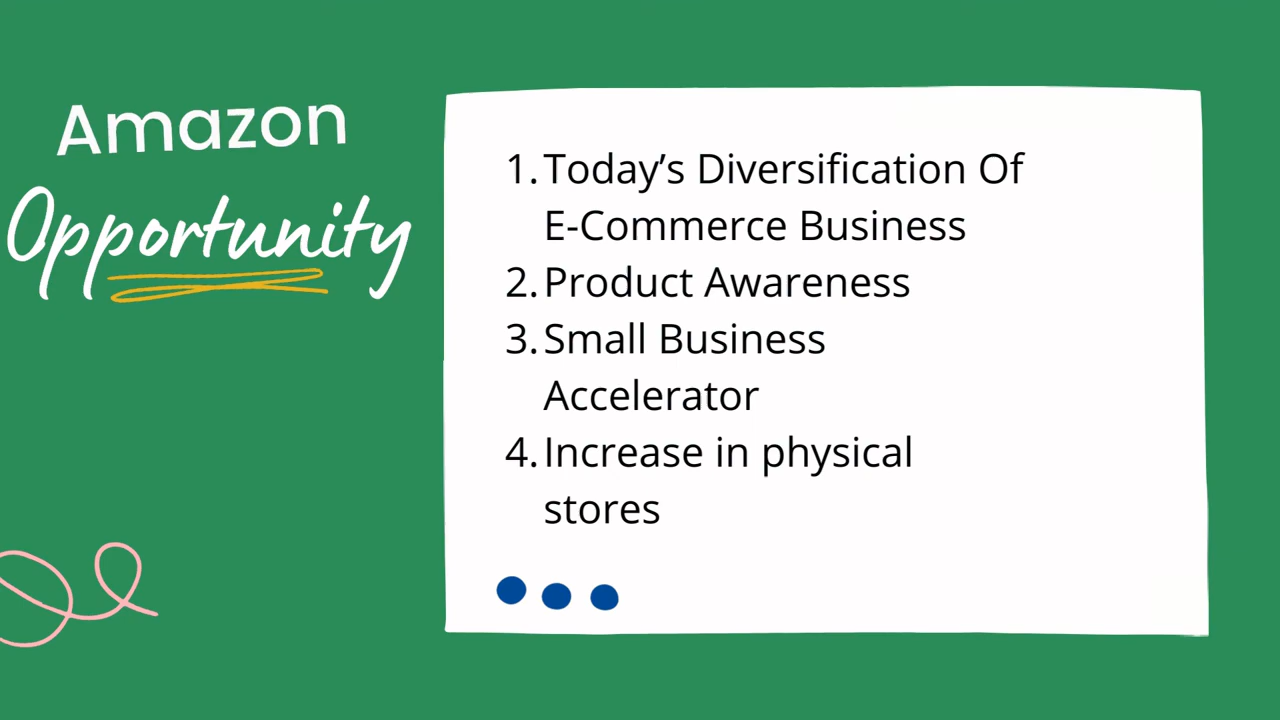 Amazon
Opportunity
1. Today’s Diversification Of
E-Commerce Business
2. Product Awareness
3. Small Business
Accelerator
4. Increase in physical
stores